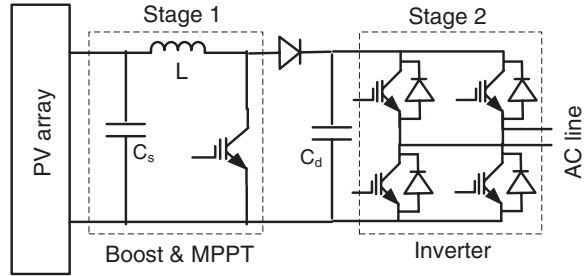 Stage 1
Stage 2
PV array
L
Cs
Cd
AC line
Boost & MPPT
Inverter